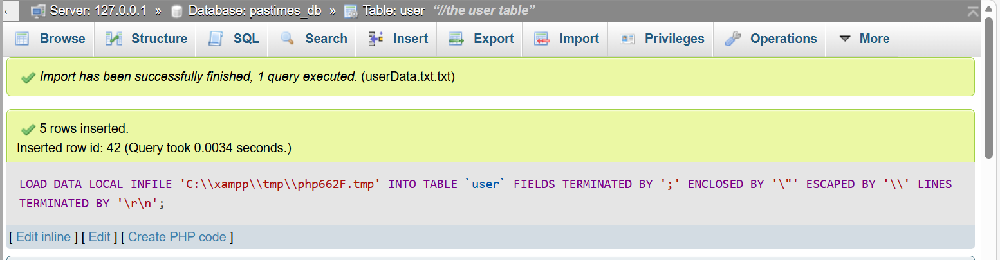 Server: 127.0.0.1 » Database: pastimes_db » Table: user "//the user table"
Browse Structure SQL Search Insert Export Import Privileges Operations More
Import has been successfully finished, 1 query executed. (userData.txt.txt)
5 rows inserted.
Inserted row id: 42 (Query took 0.0034 seconds.)
LOAD DATA LOCAL INFILE 'C:\\xampp\\tmp\\php662F.tmp' INTO TABLE `user` FIELDS TERMINATED BY ';' ENCLOSED BY '\"' ESCAPED BY '\\' LINES
TERMINATED BY '\r\n';
[ Edit inline ] [ Edit ] [ Create PHP code ]